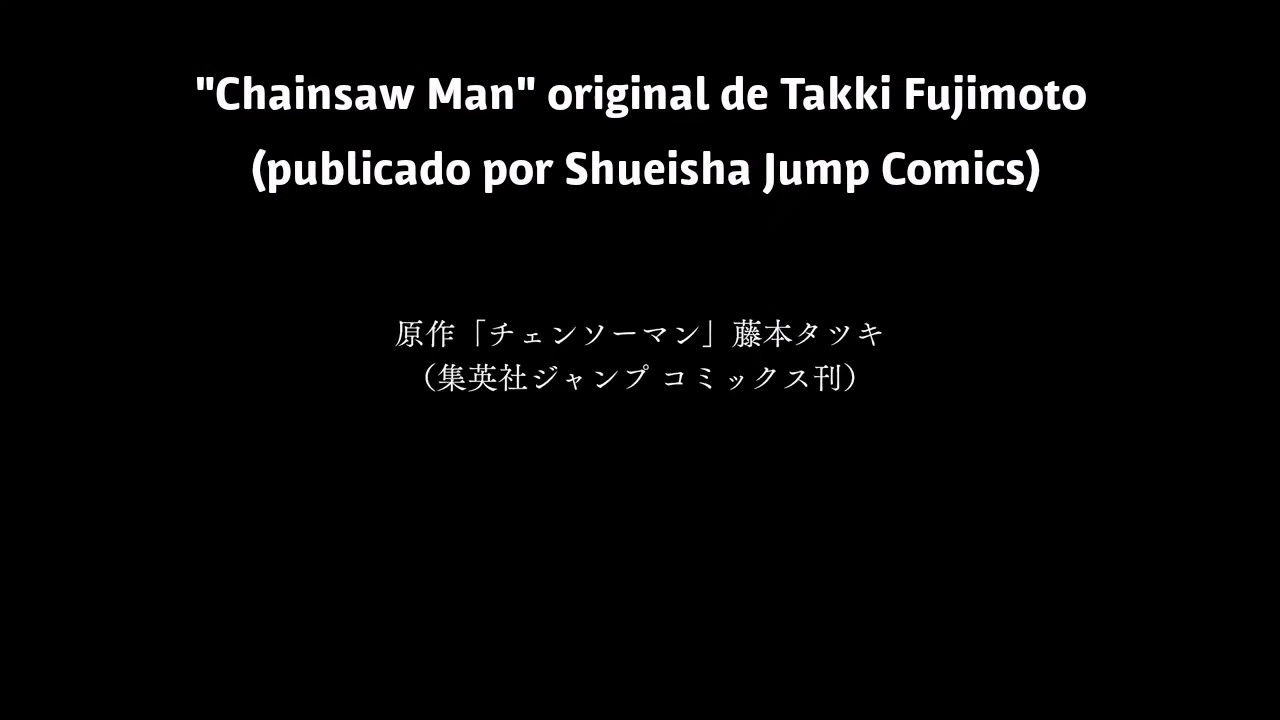 "Chainsaw Man" original de Takki Fujimoto
(publicado por Shueisha Jump Comics)
原作「チェンソーマン」藤本タツキ
（集英社ジャンプ コミックス刊）